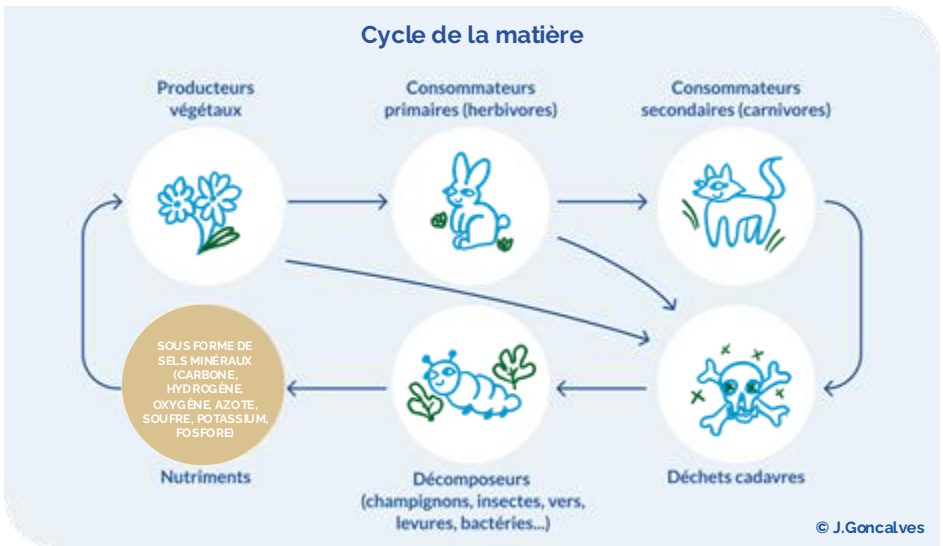 Cycle de la matière
Producteurs
végétaux
Consommateurs
primaires (herbivores)
Consommateurs
secondaires (carnivores)
SOUS FORME DE
SELS MINÉRAUX
(CARBONE,
HYDROGÈNE,
OXYGÈNE, AZOTE,
SOUFRE, POTASSIUM,
FOSFORE)
Nutriments
Décomposeurs
(champignons, insectes, vers,
levures, bactéries...)
Déchets cadavres
© J.Goncalves